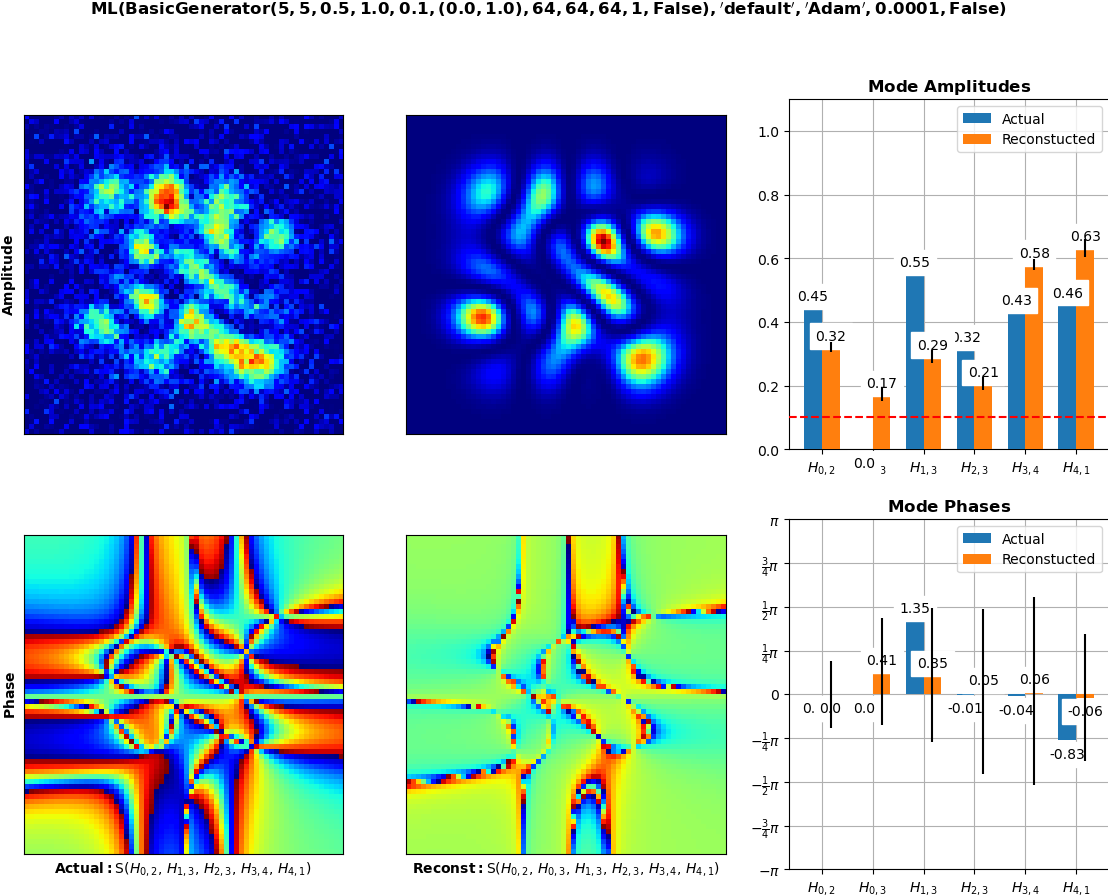 ML(BasicGenerator(5, 5, 0.5, 1.0, 0.1, (0.0, 1.0), 64, 64, 64, 1, False), ′default′, ′Adam′, 0.0001, False)
Amplitude
Mode Amplitudes
Actual
Reconstucted
1.0
0.8
0.6
0.4
0.2
0.0
0.45
0.32
0.17
0.55
0.29
0.32
0.21
0.43
0.58
0.46
0.63
0.0
H0,2
3
H1,3
H2,3
H3,4
H4,1
Phase
Actual: S(H0,2, H1,3, H2,3, H3,4, H4,1)
Reconst: S(H0,2, H0,3, H1,3, H2,3, H3,4, H4,1)
Mode Phases
Actual
Reconstucted
π
3/4π
1/2π
1/4π
0
−1/4π
−1/2π
−3/4π
−π
0.0
0.0
0.41
1.35
0.35
-0.01
0.05
-0.04
0.06
-0.83
-0.06
H0,2
H0,3
H1,3
H2,3
H3,4
H4,1